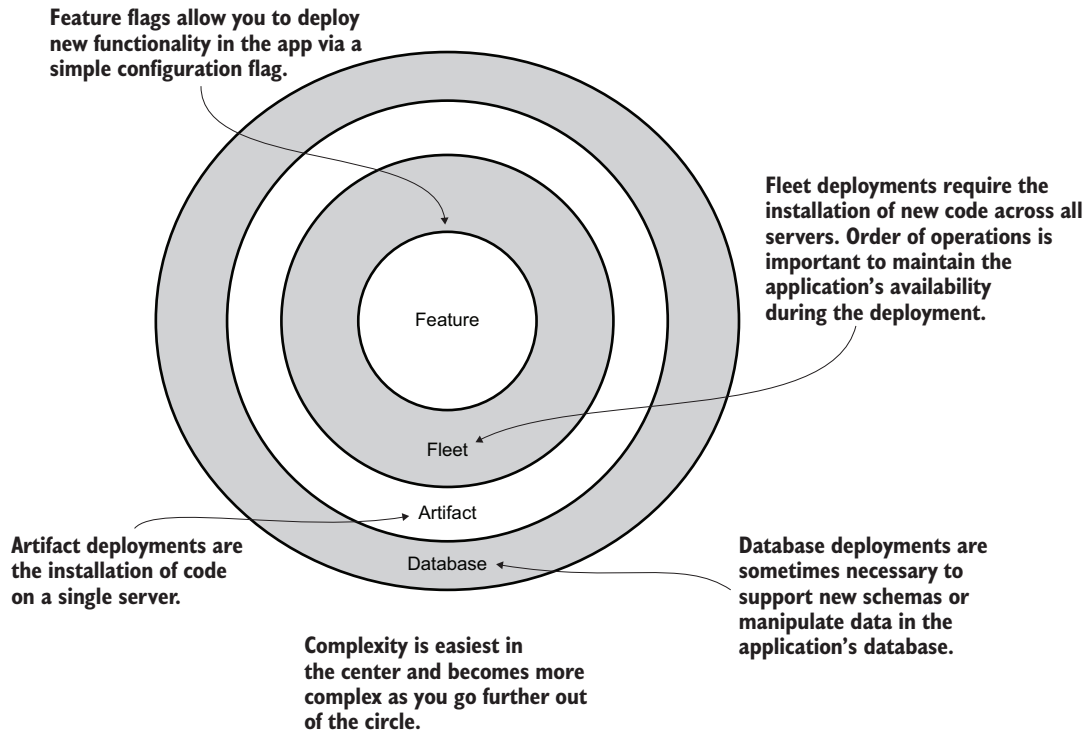 Feature flags allow you to deploy
new functionality in the app via a
simple configuration flag.
Fleet deployments require the
installation of new code across all
servers. Order of operations is
important to maintain the
application’s availability
during the deployment.
Feature
Fleet
Artifact
Database
Artifact deployments are
the installation of code
on a single server.
Database deployments are
sometimes necessary to
support new schemas or
manipulate data in the
application’s database.
Complexity is easiest in
the center and becomes more
complex as you go further out
of the circle.